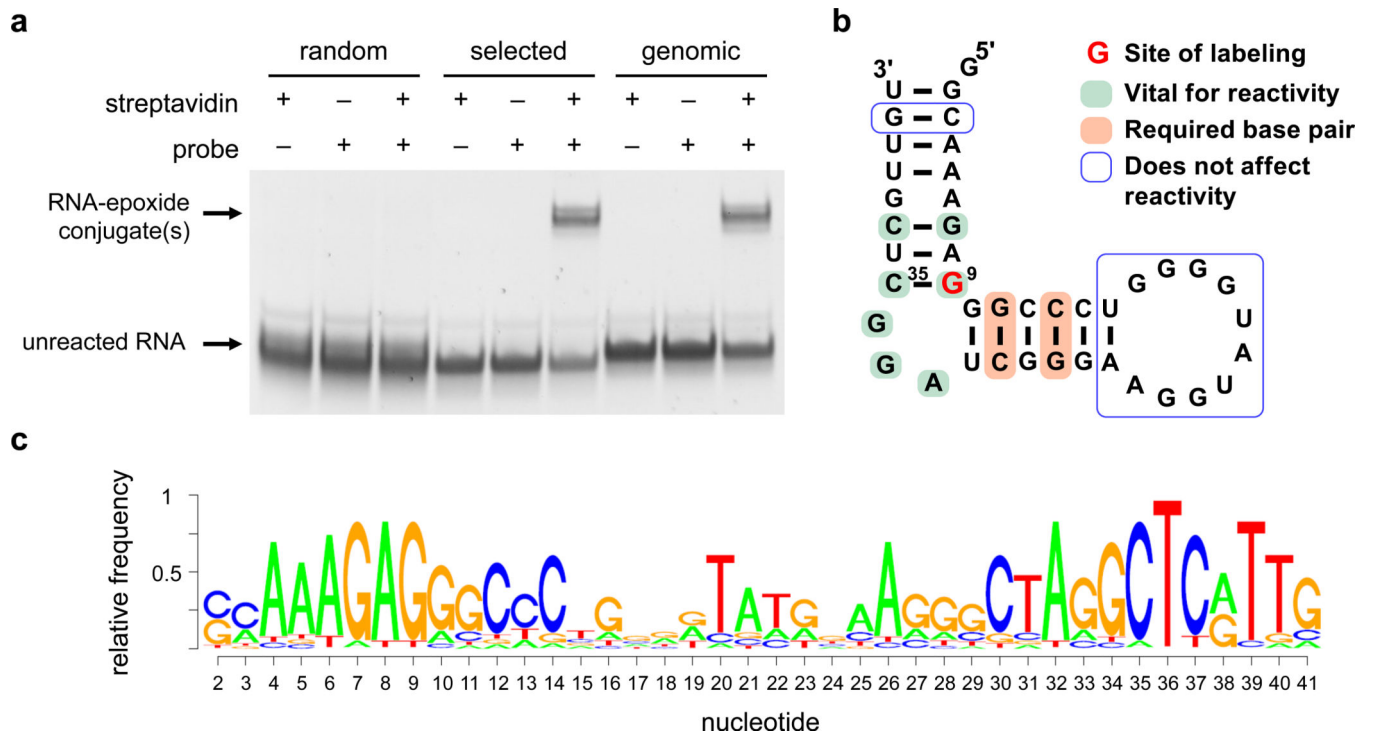 a
random selected genomic
streptavidin + – + + – + + – +
probe – + + – + + – + +
RNA-epoxide
conjugate(s)
unreacted RNA
b
5'
3' G
U – G
G – C
U – A
U – A
G A
C – G
U A
C 35 – G 9
G G C C C U G G G G
U
A
G U C G G G A A G G U
G A
G Site of labeling
Vital for reactivity
Required base pair
Does not affect
reactivity
c
relative frequency
1
0.5
2 3 4 5 6 7 8 9 10 11 12 13 14 15 16 17 18 19 20 21 22 23 24 25 26 27 28 29 30 31 32 33 34 35 36 37 38 39 40 41
nucleotide